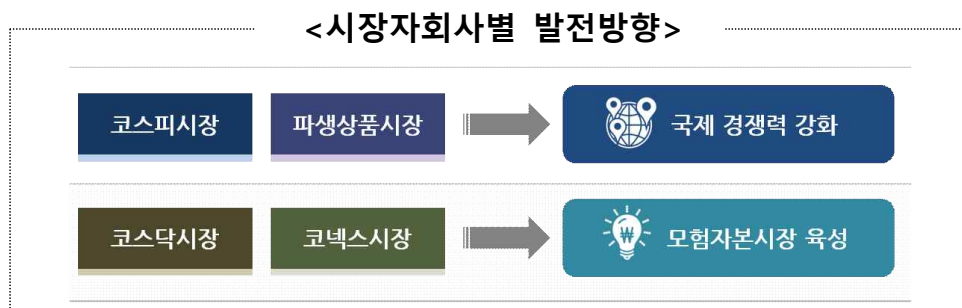 <시장자회사별 발전방향>
코스피시장 파생상품시장 국제 경쟁력 강화
코스닥시장 코넥스시장 ₩ 모험자본시장 육성